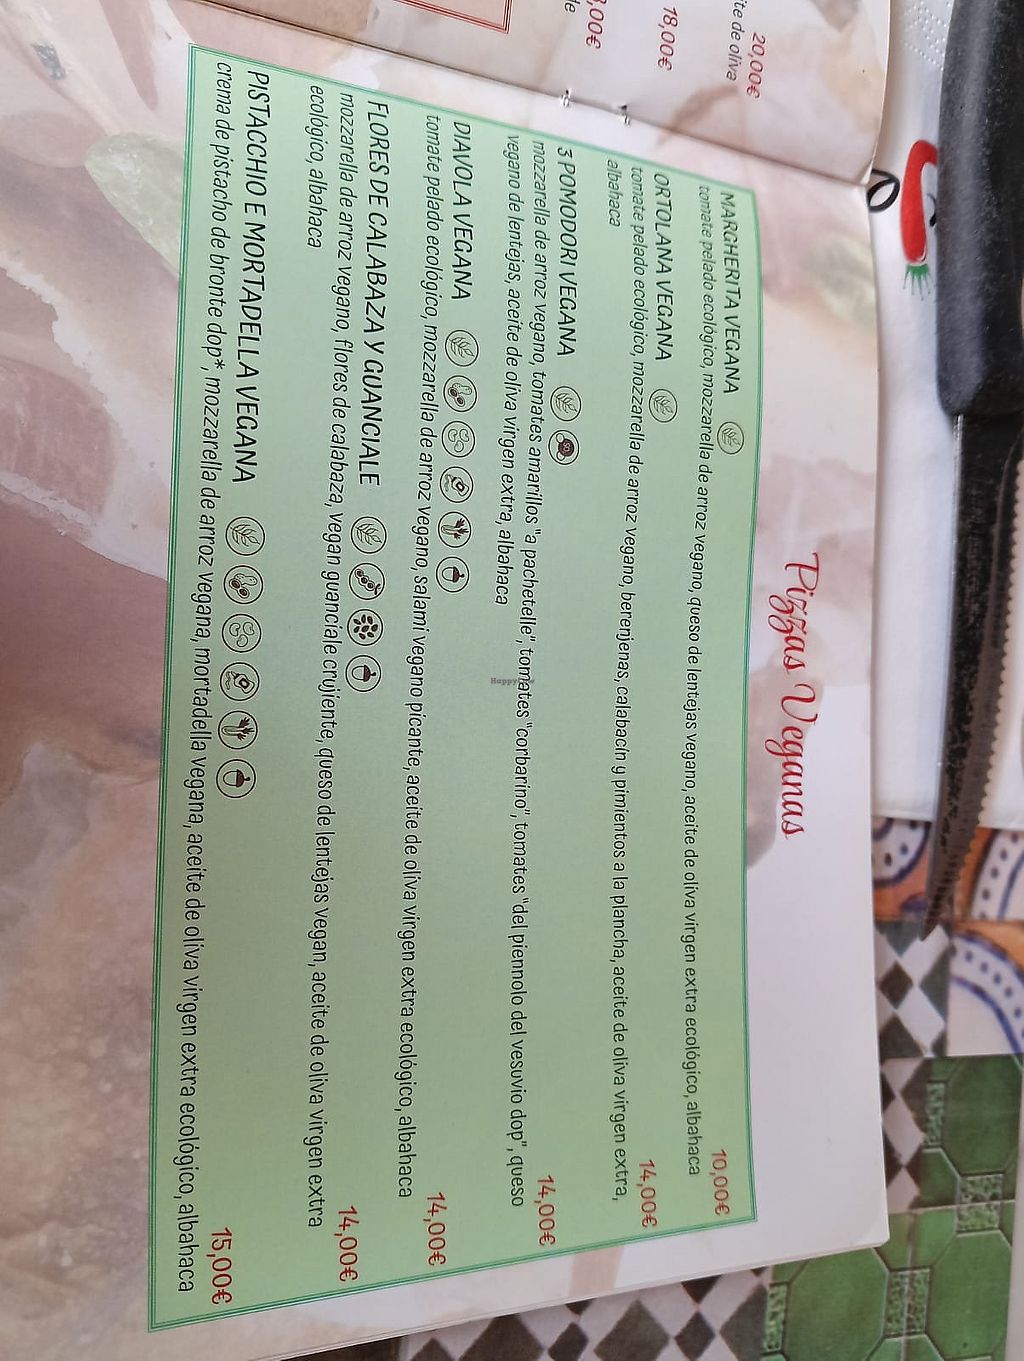 20,00€
ite de oliva
18,00€
,00€
de
Pizzas Veganas
MARGHERITA VEGANA 10,00€
tomate pelado ecológico, mozzarella de arroz vegano, queso de lentejas vegano, aceite de oliva virgen extra ecológico, albahaca
ORTOLANA VEGANA 14,00€
tomate pelado ecológico, mozzarella de arroz vegano, berenjenas, calabacín y pimientos a la plancha, aceite de oliva virgen extra,
albahaca
3 POMODORI VEGANA 14,00€
mozzarella de arroz vegano, tomates amarillos "a pachetelle", tomates "corbarino", tomates "del piennolo del vesuvio dop", queso
vegano de lentejas, aceite de oliva virgen extra, albahaca
DIAVOLA VEGANA 14,00€
tomate pelado ecológico, mozzarella de arroz vegano, salami vegano picante, aceite de oliva virgen extra ecológico, albahaca
FLORES DE CALABAZA Y GUANCIALE 14,00€
mozzarella de arroz vegano, flores de calabaza, vegan guanciale crujiente, queso de lentejas vegan, aceite de oliva virgen extra
ecológico, albahaca
PISTACCHIO E MORTADELLA VEGANA 15,00€
crema de pistacho de bronte dop*, mozzarella de arroz vegana, mortadella vegana, aceite de oliva virgen extra ecológico, albahaca